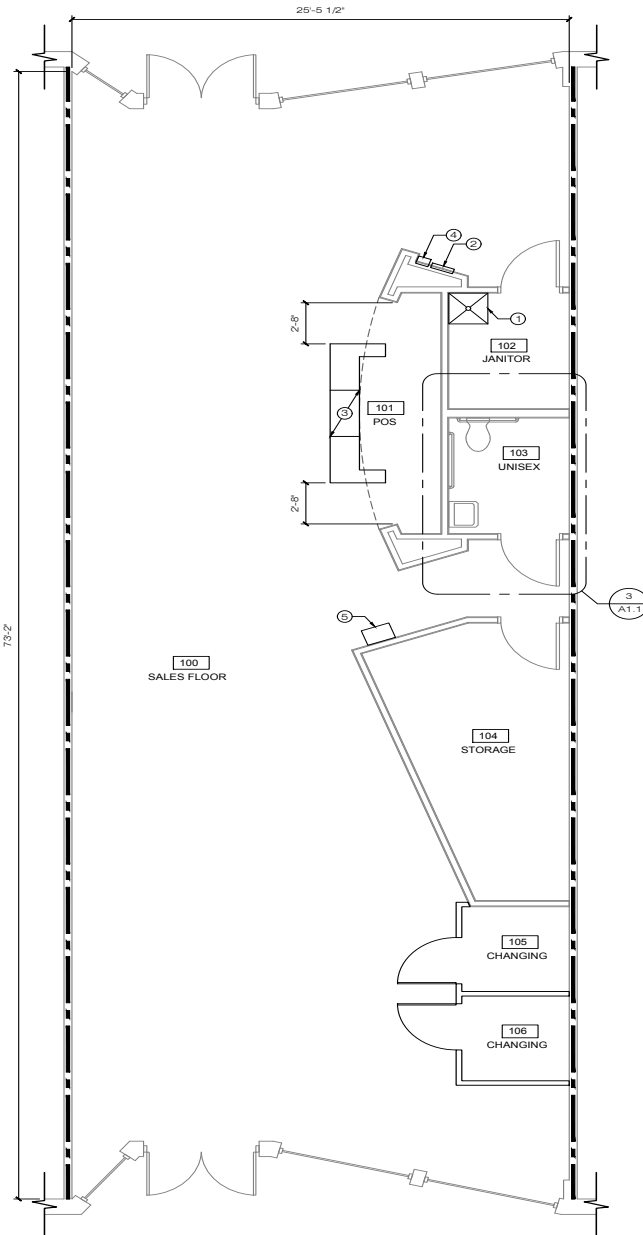 25'-5 1/2"
4
2
2'-8"
1
102
JANITOR
101
POS
3
103
UNISEX
2'-8"
3
A1.1
5
73'-2"
100
SALES FLOOR
104
STORAGE
105
CHANGING
106
CHANGING